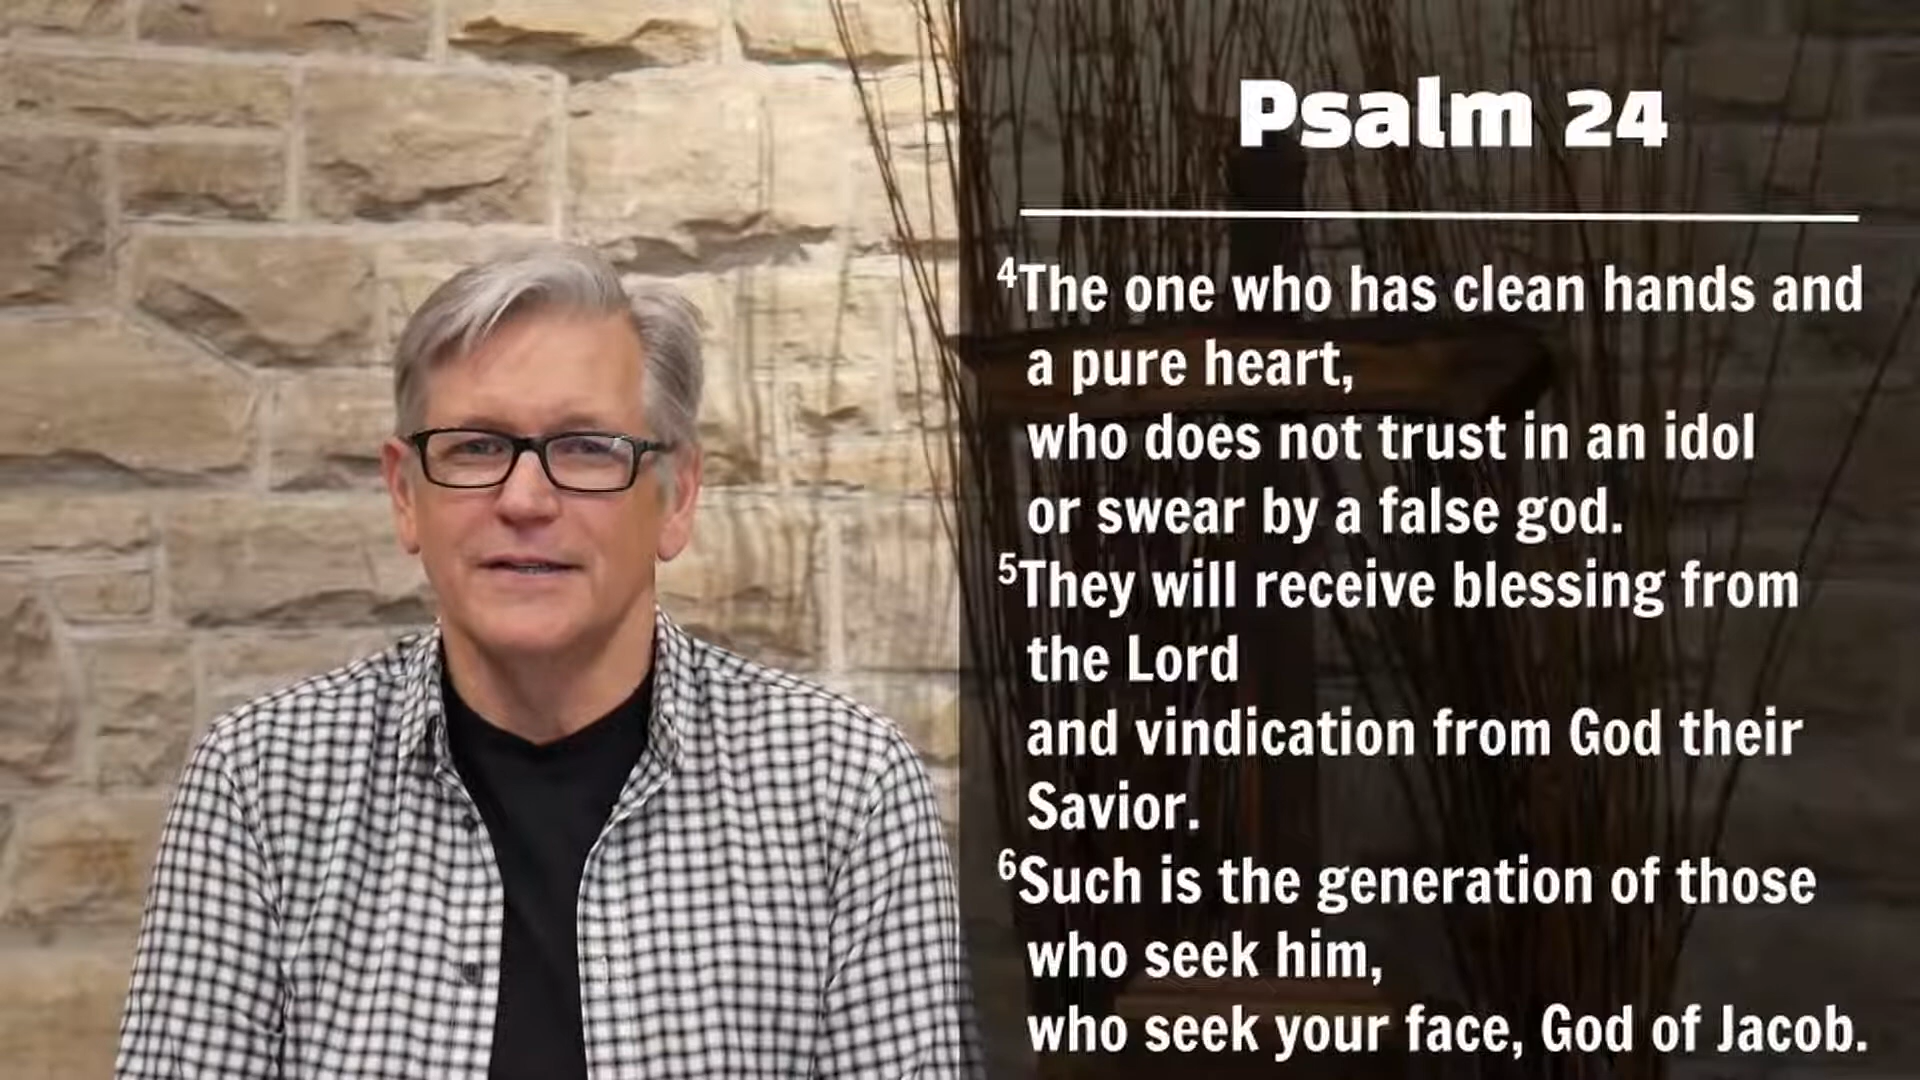 Psalm 24
4The one who has clean hands and
a pure heart,
who does not trust in an idol
or swear by a false god.
5They will receive blessing from
the Lord
and vindication from God their
Savior.
6Such is the generation of those
who seek him,
who seek your face, God of Jacob.